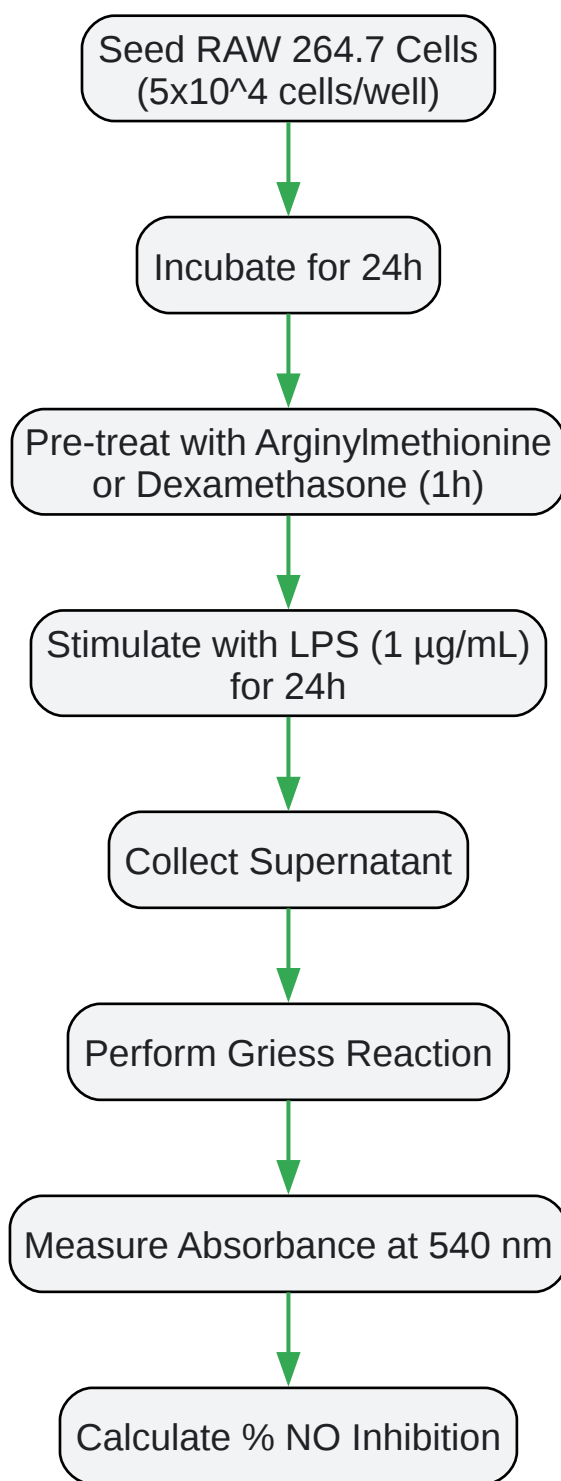 Seed RAW 264.7 Cells
(5x10^4 cells/well)
Incubate for 24h
Pre-treat with Arginylmethionine
or Dexamethasone (1h)
Stimulate with LPS (1 µg/mL)
for 24h
Collect Supernatant
Perform Griess Reaction
Measure Absorbance at 540 nm
Calculate % NO Inhibition